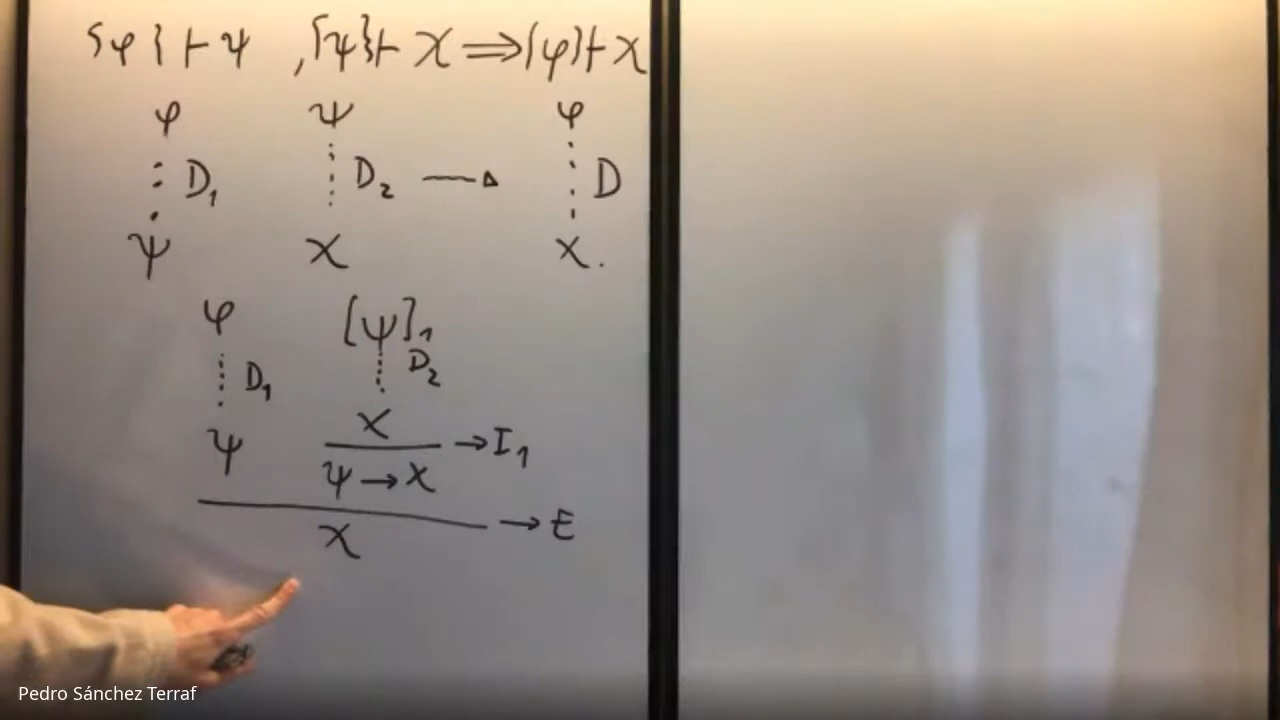 {φ} ⊢ ψ , {ψ} ⊢ χ ⟹ {φ} ⊢ χ
φ ψ φ
⋮ D₁ ⋮ D₂ —▷ ⋮ D
ψ χ χ.
φ [ψ]₁
⋮ D₁ ⋮ D₂
χ
→I₁
ψ ψ → χ
→E
χ
Pedro Sánchez Terraf